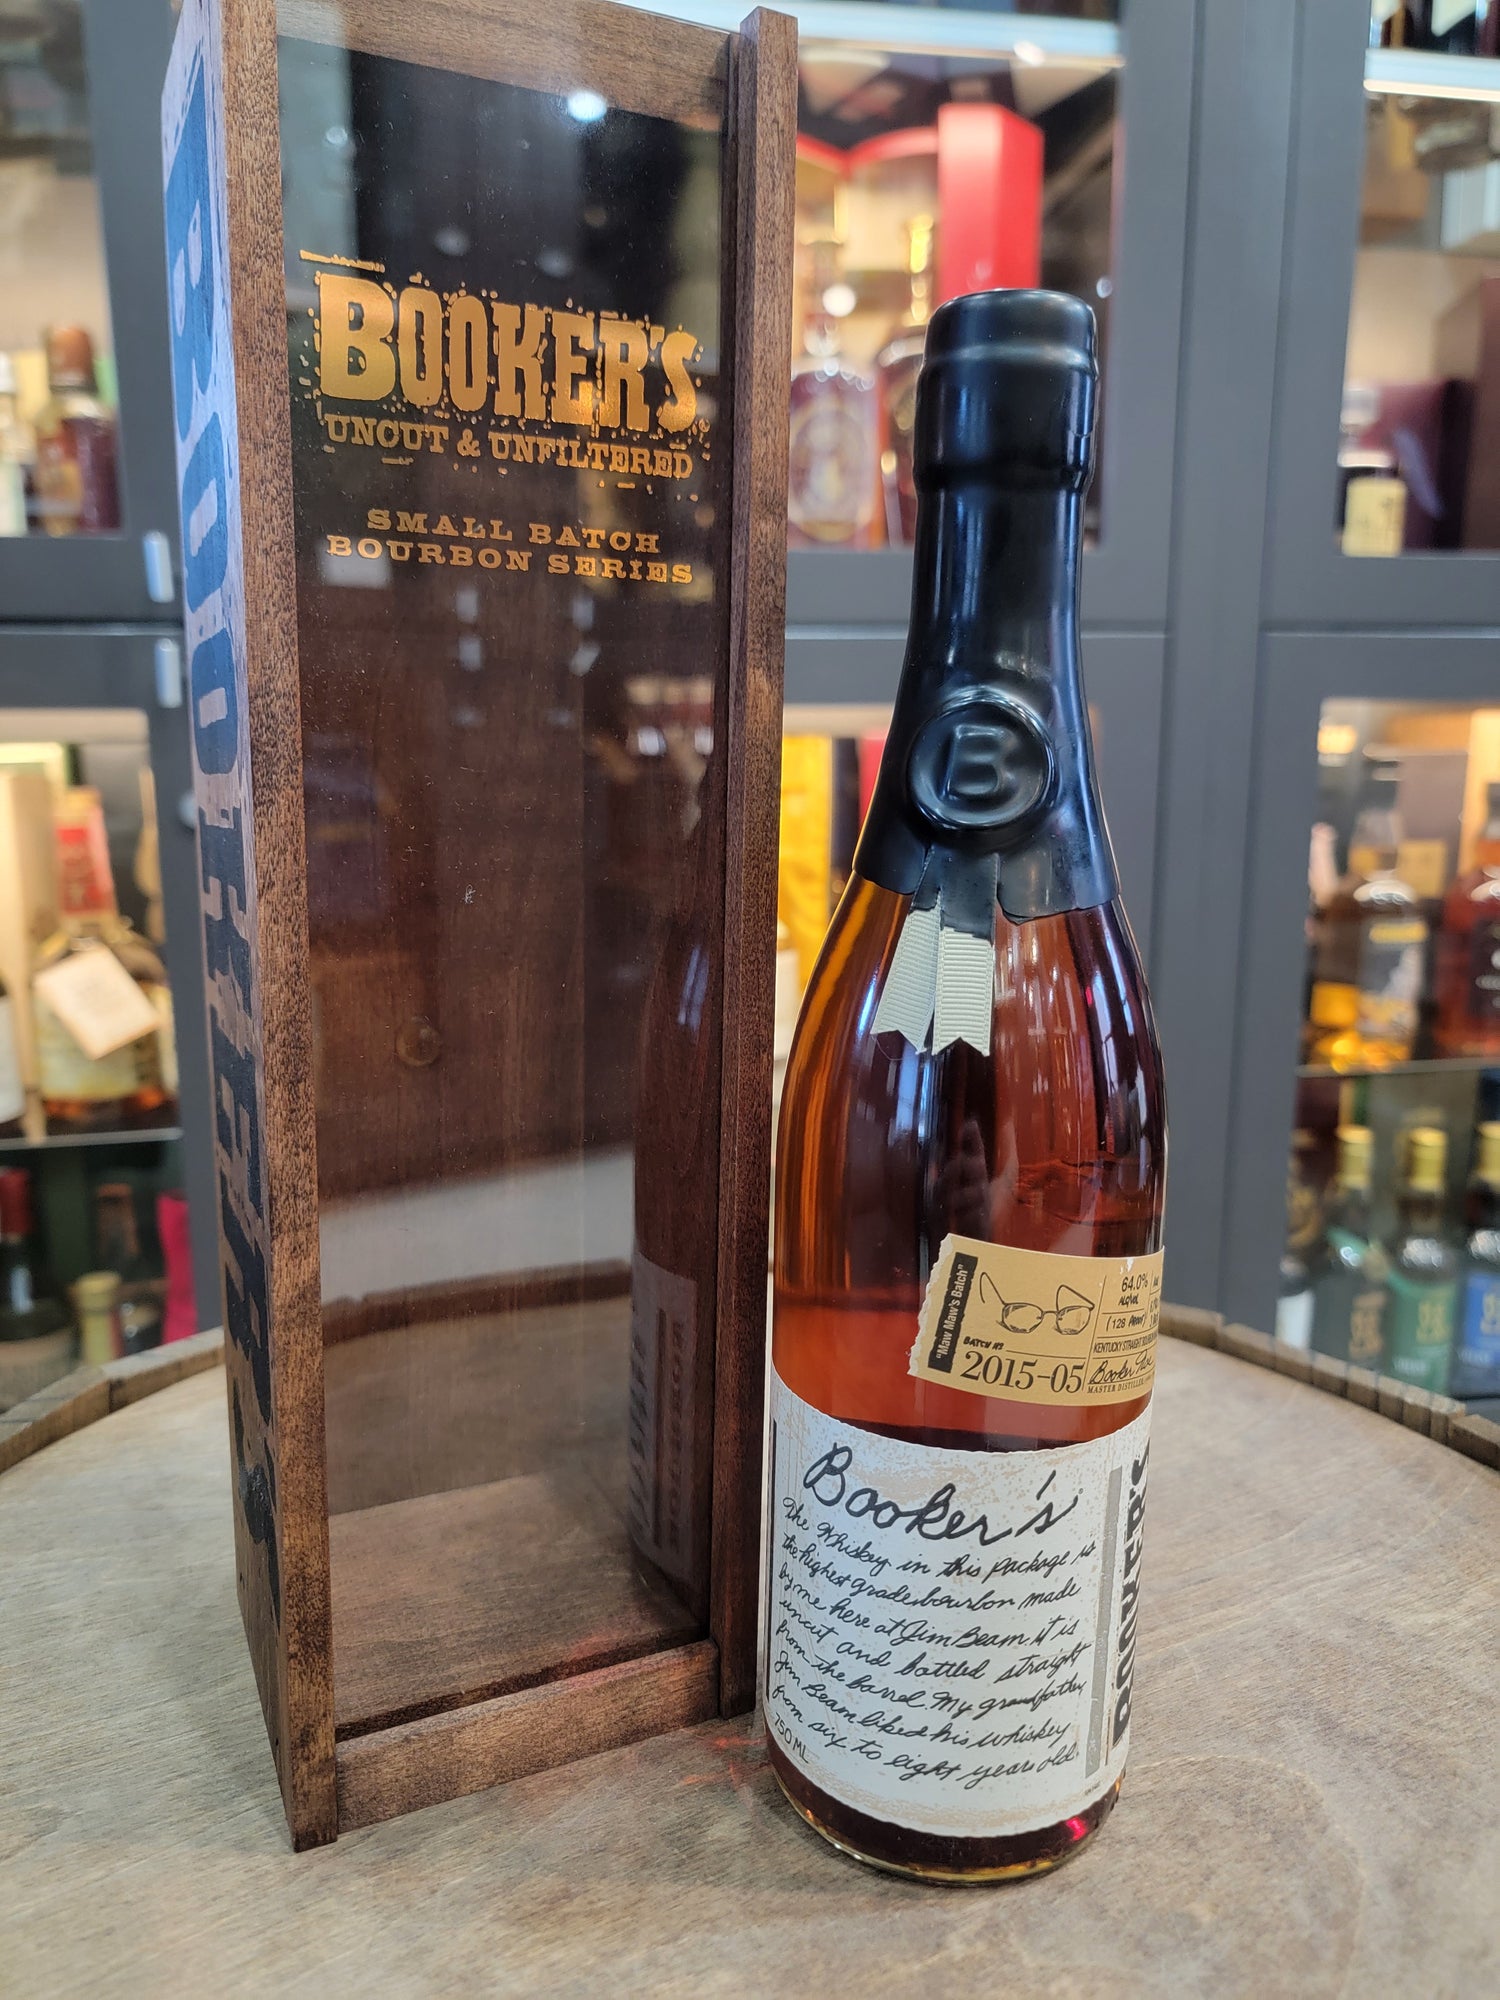 BOOKER'S
BOOKER'S
UNCUT & UNFILTERED
SMALL BATCH
BOURBON SERIES
B
"Maw Maw's Batch"
64.0%
ALC/VOL
(128 PROOF)
KENTUCKY STRAIGHT BOURBON
BATCH No
2015-05
Booker Noe
MASTER DISTILLER
Booker's
The Whiskey in this package is
the highest grade bourbon made
by me here at Jim Beam. it is
uncut and bottled straight
from the barrel. My grandfather
Jim Beam liked his whiskey
from six to eight years old.
750 ML
BOOKER'S